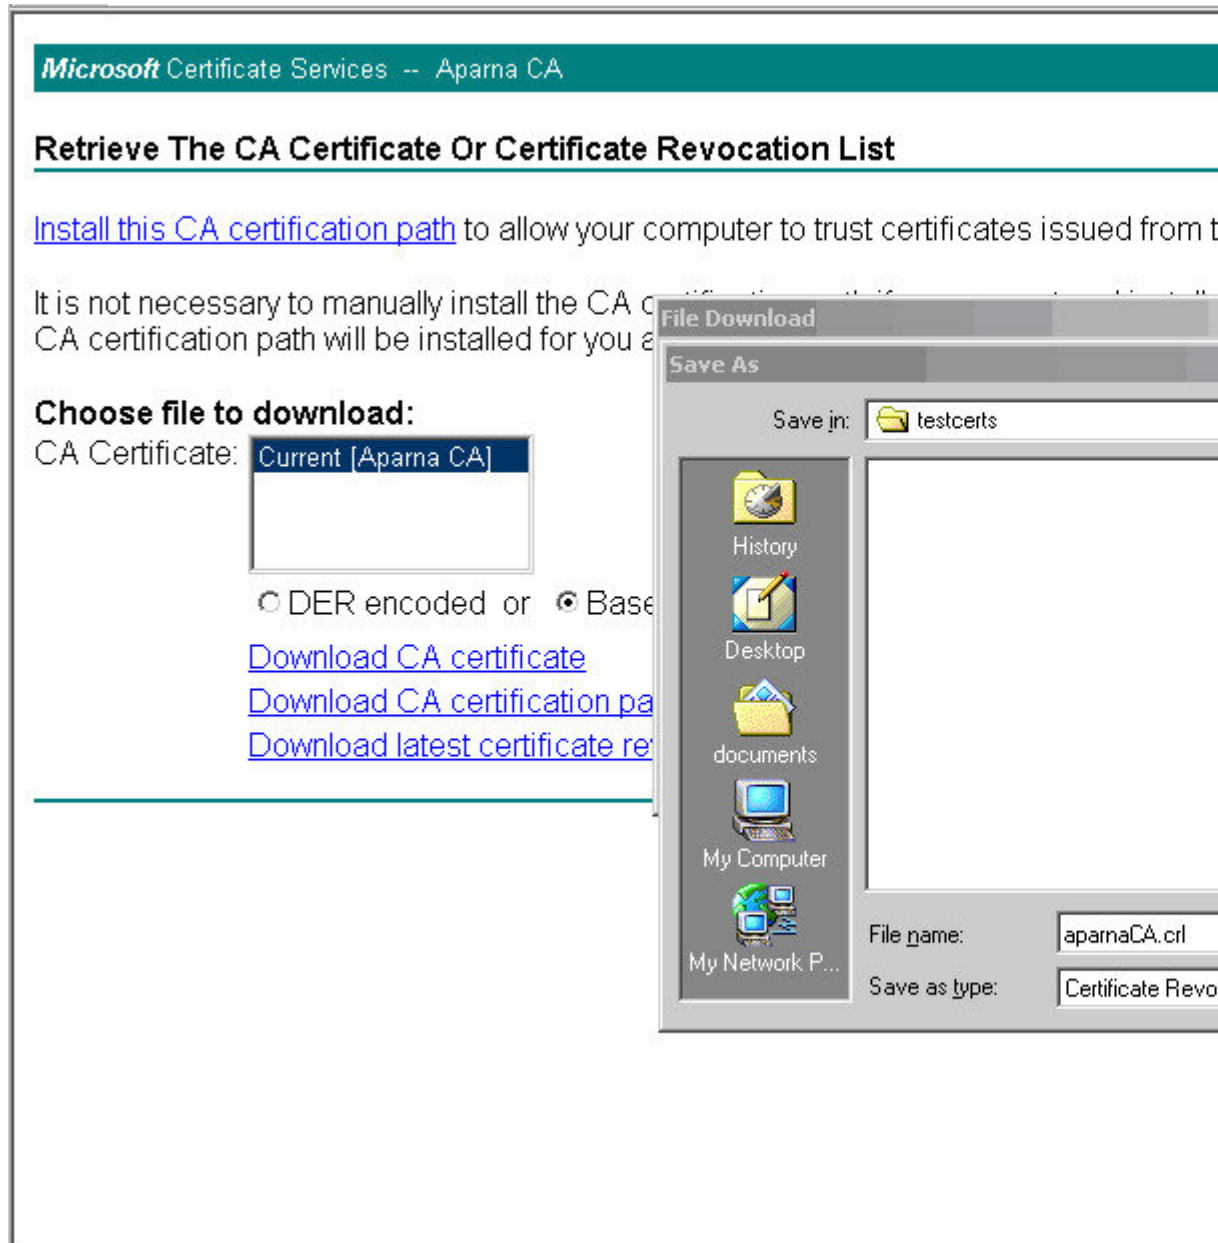 Microsoft Certificate Services -- Aparna CA
Retrieve The CA Certificate Or Certificate Revocation List
Install this CA certification path to allow your computer to trust certificates issued from t
It is not necessary to manually install the CA c
CA certification path will be installed for you a
Choose file to download:
CA Certificate: Current [Aparna CA]
DER encoded or Base
Download CA certificate
Download CA certification pa
Download latest certificate re
File Download
Save As
Save in: testcerts
History
Desktop
documents
My Computer
My Network P...
File name: aparnaCA.crl
Save as type: Certificate Revo